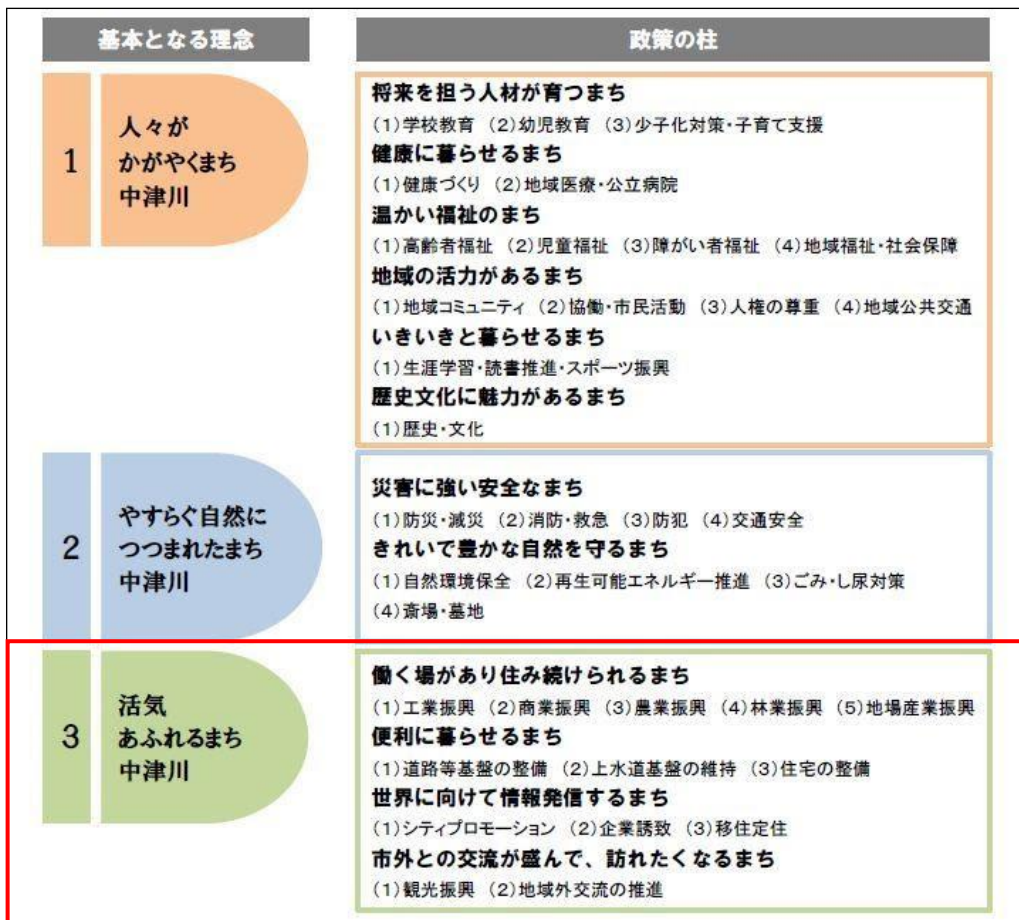 基本となる理念
政策の柱
1
人々が
かがやくまち
中津川
将来を担う人材が育つまち
(1)学校教育 (2)幼児教育 (3)少子化対策・子育て支援
健康に暮らせるまち
(1)健康づくり (2)地域医療・公立病院
温かい福祉のまち
(1)高齢者福祉 (2)児童福祉 (3)障がい者福祉 (4)地域福祉・社会保障
地域の活力があるまち
(1)地域コミュニティ (2)協働・市民活動 (3)人権の尊重 (4)地域公共交通
いきいきと暮らせるまち
(1)生涯学習・読書推進・スポーツ振興
歴史文化に魅力があるまち
(1)歴史・文化
2
やすらぐ自然に
つつまれたまち
中津川
災害に強い安全なまち
(1)防災・減災 (2)消防・救急 (3)防犯 (4)交通安全
きれいで豊かな自然を守るまち
(1)自然環境保全 (2)再生可能エネルギー推進 (3)ごみ・し尿対策
(4)斎場・墓地
3
活気
あふれるまち
中津川
働く場があり住み続けられるまち
(1)工業振興 (2)商業振興 (3)農業振興 (4)林業振興 (5)地場産業振興
便利に暮らせるまち
(1)道路等基盤の整備 (2)上水道基盤の維持 (3)住宅の整備
世界に向けて情報発信するまち
(1)シティプロモーション (2)企業誘致 (3)移住定住
市外との交流が盛んで、訪れたくなるまち
(1)観光振興 (2)地域外交流の推進